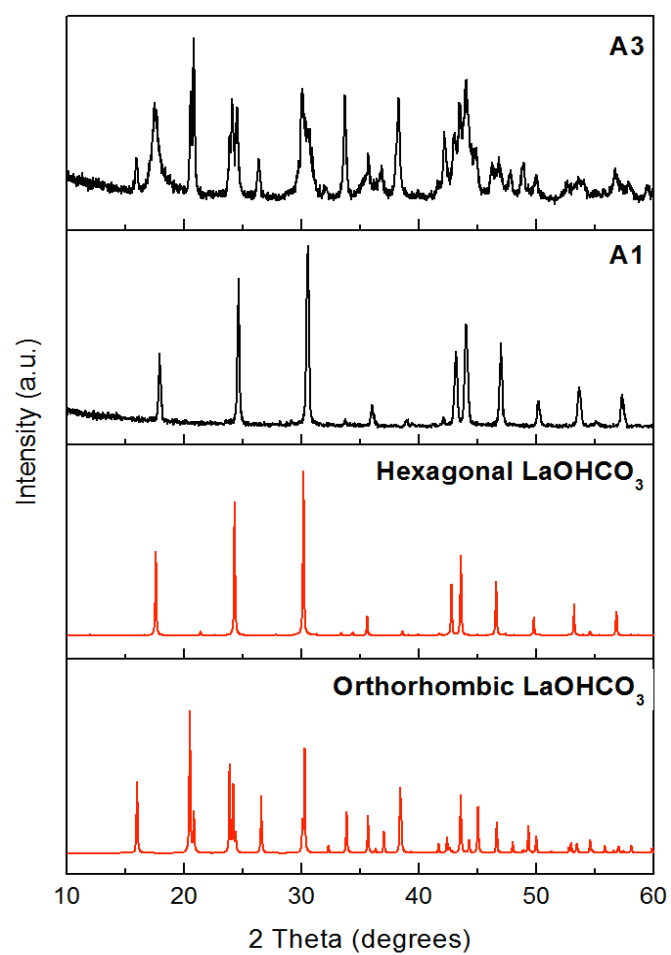 A3
A1
Hexagonal LaOHCO₃
Orthorhombic LaOHCO₃
Intensity (a.u.)
10 20 30 40 50 60
2 Theta (degrees)